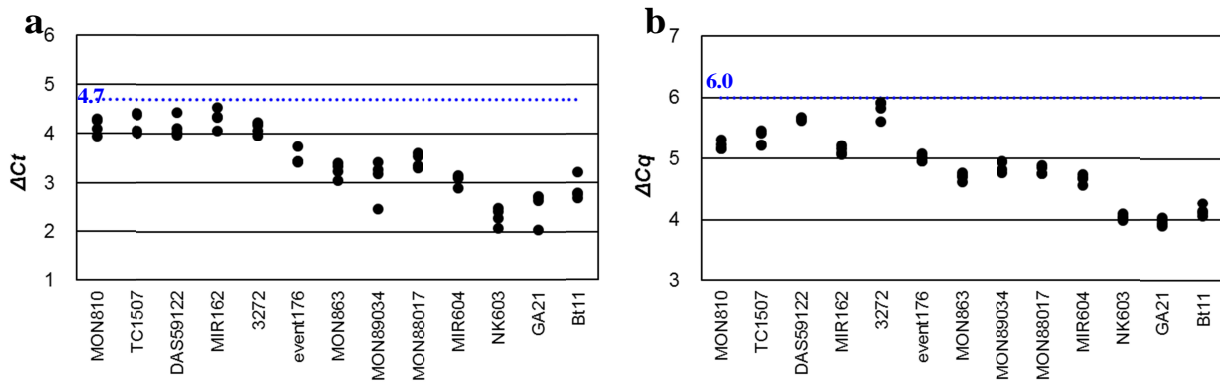 a
6
5
4.7
4
3
2
1
ΔCt
MON810
TC1507
DAS59122
MIR162
3272
event176
MON863
MON89034
MON88017
MIR604
NK603
GA21
Bt11
b
7
6.0
6
5
4
3
ΔCq
MON810
TC1507
DAS59122
MIR162
3272
event176
MON863
MON89034
MON88017
MIR604
NK603
GA21
Bt11